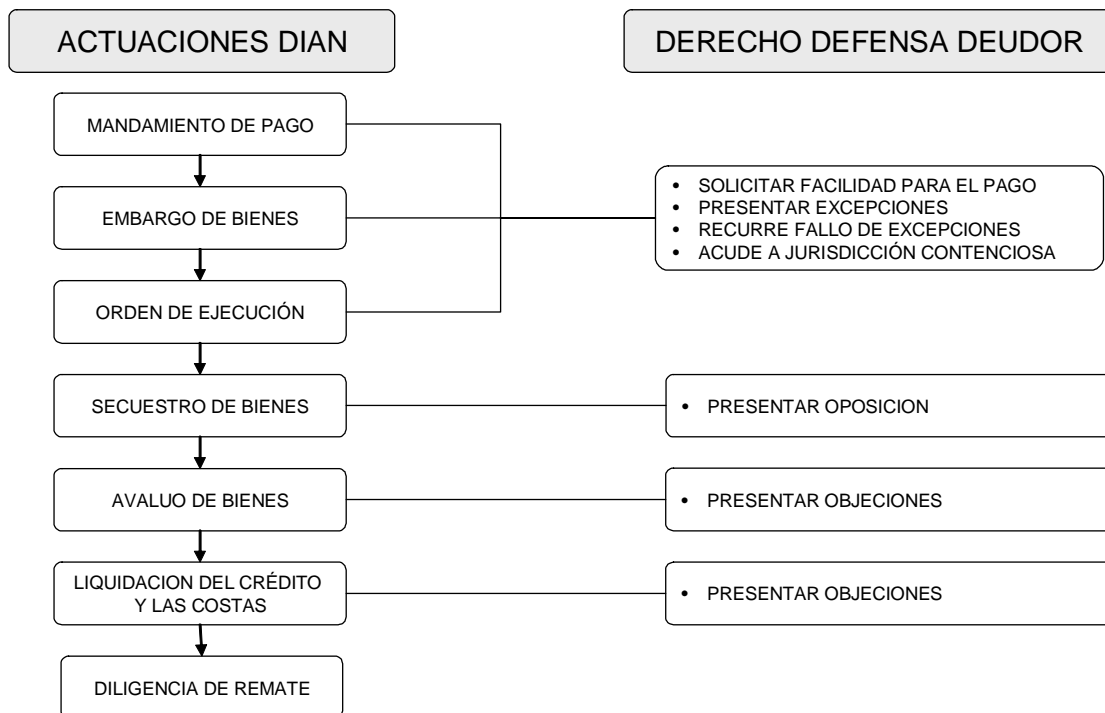 ACTUACIONES DIAN
DERECHO DEFENSA DEUDOR
MANDAMIENTO DE PAGO
EMBARGO DE BIENES
ORDEN DE EJECUCIÓN
• SOLICITAR FACILIDAD PARA EL PAGO
• PRESENTAR EXCEPCIONES
• RECURRE FALLO DE EXCEPCIONES
• ACUDE A JURISDICCIÓN CONTENCIOSA
SECUESTRO DE BIENES
• PRESENTAR OPOSICION
AVALUO DE BIENES
• PRESENTAR OBJECIONES
LIQUIDACION DEL CRÉDITO
Y LAS COSTAS
• PRESENTAR OBJECIONES
DILIGENCIA DE REMATE